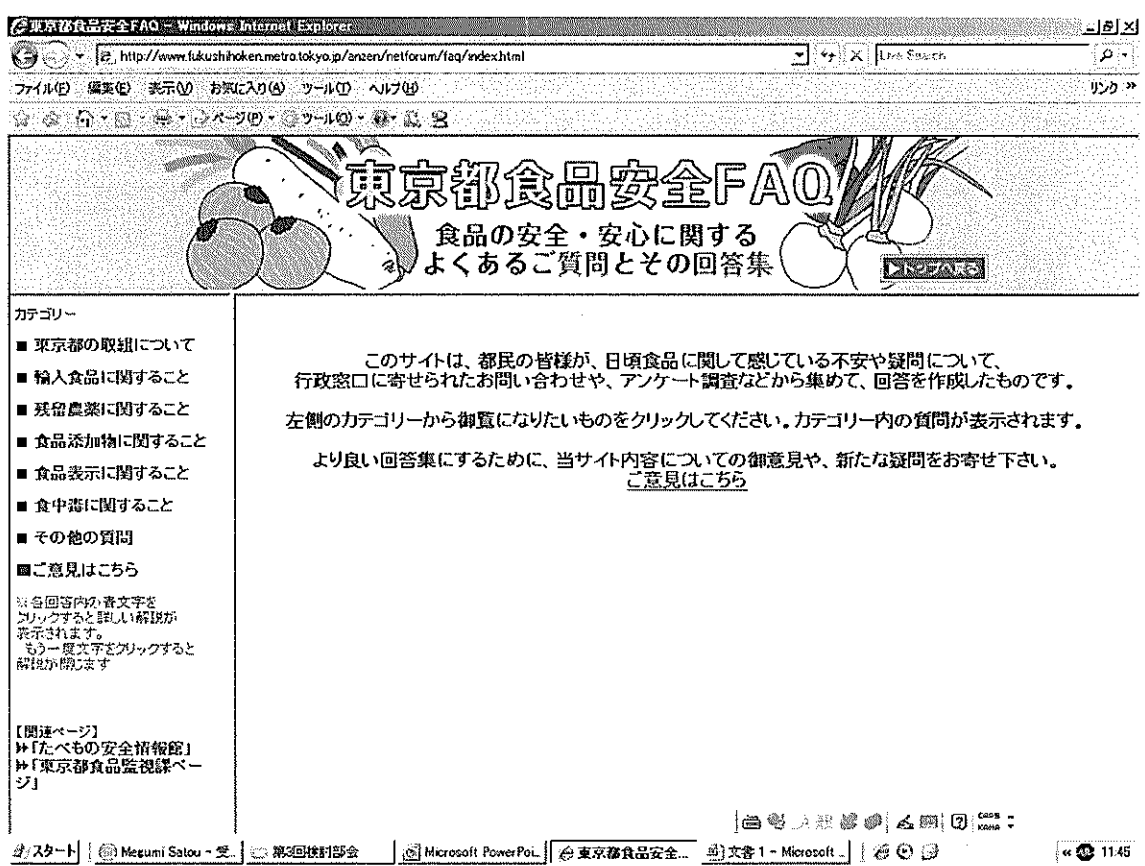 東京都食品安全FAQ - Windows Internet Explorer
http://www.fukushihoken.metro.tokyo.jp/anzen/netforum/faq/index.html
Live Search
ファイル(F) 編集(E) 表示(V) お気に入り(A) ツール(T) ヘルプ(H)
リンク »
ページ(P) ツール(O)
東京都食品安全FAQ
食品の安全・安心に関する
よくあるご質問とその回答集
▶トップへ戻る
カテゴリー
■ 東京都の取組について
■ 輸入食品に関すること
■ 残留農薬に関すること
■ 食品添加物に関すること
■ 食品表示に関すること
■ 食中毒に関すること
■ その他の質問
■ご意見はこちら
※各回答内の青文字を
クリックすると詳しい解説が
表示されます。
もう一度文字をクリックすると
解説が閉じます
【関連ページ】
「たべもの安全情報館」
「東京都食品監視課ペー
ジ」
このサイトは、都民の皆様が、日頃食品に関して感じている不安や疑問について、
行政窓口に寄せられたお問い合わせや、アンケート調査などから集めて、回答を作成したものです。
左側のカテゴリーから御覧になりたいものをクリックしてください。カテゴリー内の質問が表示されます。
より良い回答集にするために、当サイト内容についての御意見や、新たな疑問をお寄せ下さい。
ご意見はこちら
CAPS
KANA
スタート
Megumi Satou - 受..
第3回検討部会
Microsoft PowerPoi..
東京都食品安全...
文書 1 - Microsoft ..
11:45